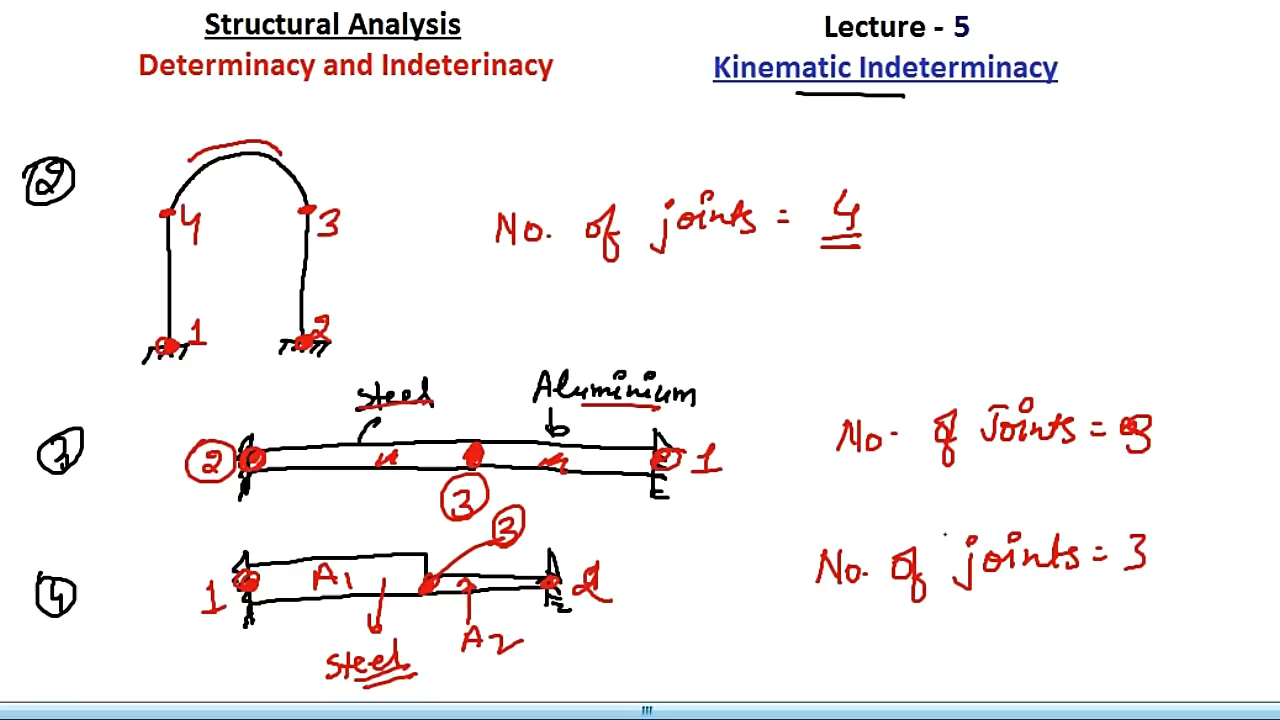 Structural Analysis
Lecture - 5
Determinacy and Indeterinacy
Kinematic Indeterminacy
2
4
3
No. of joints = 4
1
2
3
steel
Aluminium
2
1
3
No. of Joints = 3
4
1
A1
3
2
A2
steel
No. of joints = 3